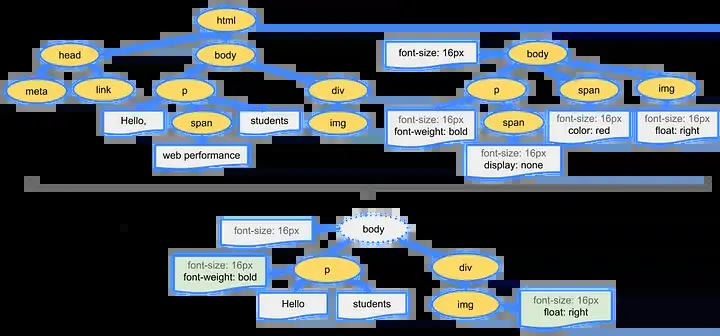 html
head
body
meta
link
p
div
Hello,
span
students
img
web performance
font-size: 16px
body
p
span
img
font-size: 16px
font-weight: bold
span
font-size: 16px
color: red
font-size: 16px
float: right
font-size: 16px
display: none
font-size: 16px
body
font-size: 16px
font-weight: bold
p
div
Hello
students
img
font-size: 16px
float: right